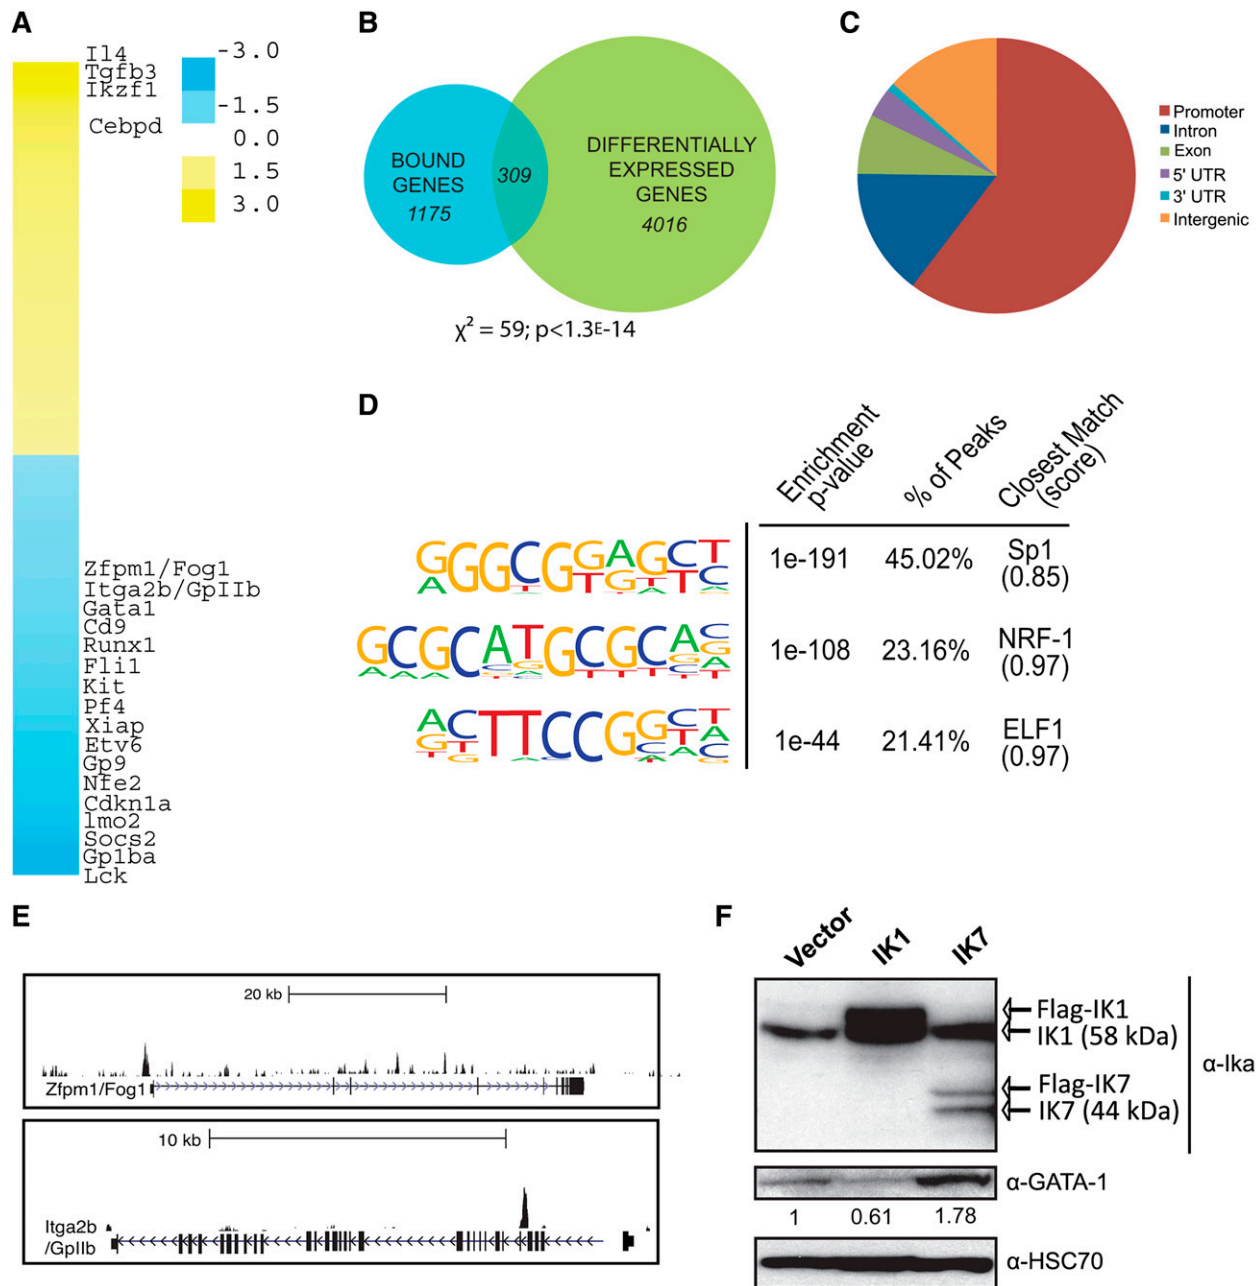 A
Il4
Tgfb3
Ikzf1
Cebpd
-3.0
-1.5
0.0
1.5
3.0
Zfpm1/Fog1
Itga2b/GpIIb
Gata1
Cd9
Runx1
Fli1
Kit
Pf4
Xiap
Etv6
Gp9
Nfe2
Cdkn1a
lmo2
Socs2
Gp1ba
Lck
B
BOUND
GENES
1175
309
DIFFERENTIALLY
EXPRESSED
GENES
4016
χ² = 59; p<1.3E-14
C
Promoter
Intron
Exon
5' UTR
3' UTR
Intergenic
D
Enrichment
p-value
% of Peaks
Closest Match
(score)
GGGCGGAGCT
1e-191
45.02%
Sp1
(0.85)
GCGCATGCGCAC
1e-108
23.16%
NRF-1
(0.97)
ACTTCCGGCT
1e-44
21.41%
ELF1
(0.97)
E
20 kb
Zfpm1/Fog1
10 kb
Itga2b
/GpIIb
F
Vector
IK1
IK7
Flag-IK1
IK1 (58 kDa)
Flag-IK7
IK7 (44 kDa)
α-Ika
α-GATA-1
1
0.61
1.78
α-HSC70